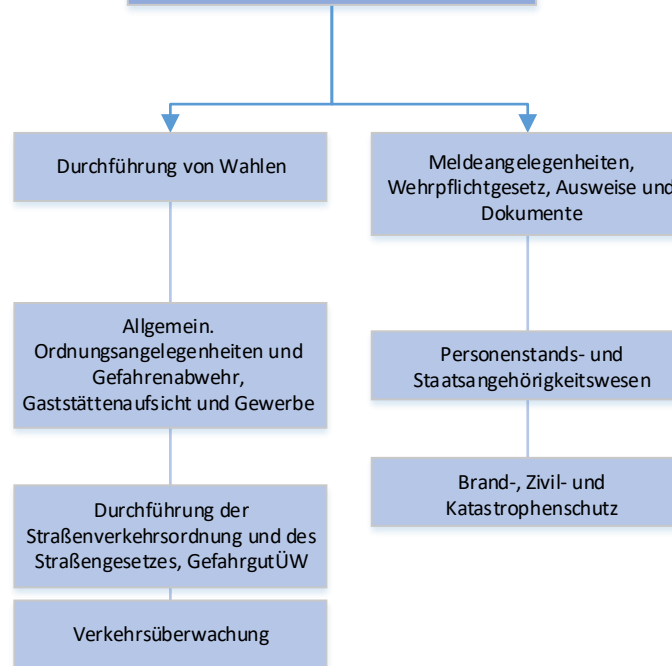 Durchführung von Wahlen
Allgemein.
Ordnungsangelegenheiten und
Gefahrenabwehr,
Gaststättenaufsicht und Gewerbe
Durchführung der
Straßenverkehrsordnung und des
Straßengesetzes, GefahrgutÜW
Verkehrsüberwachung
Meldeangelegenheiten,
Wehrpflichtgesetz, Ausweise und
Dokumente
Personenstands- und
Staatsangehörigkeitswesen
Brand-, Zivil- und
Katastrophenschutz